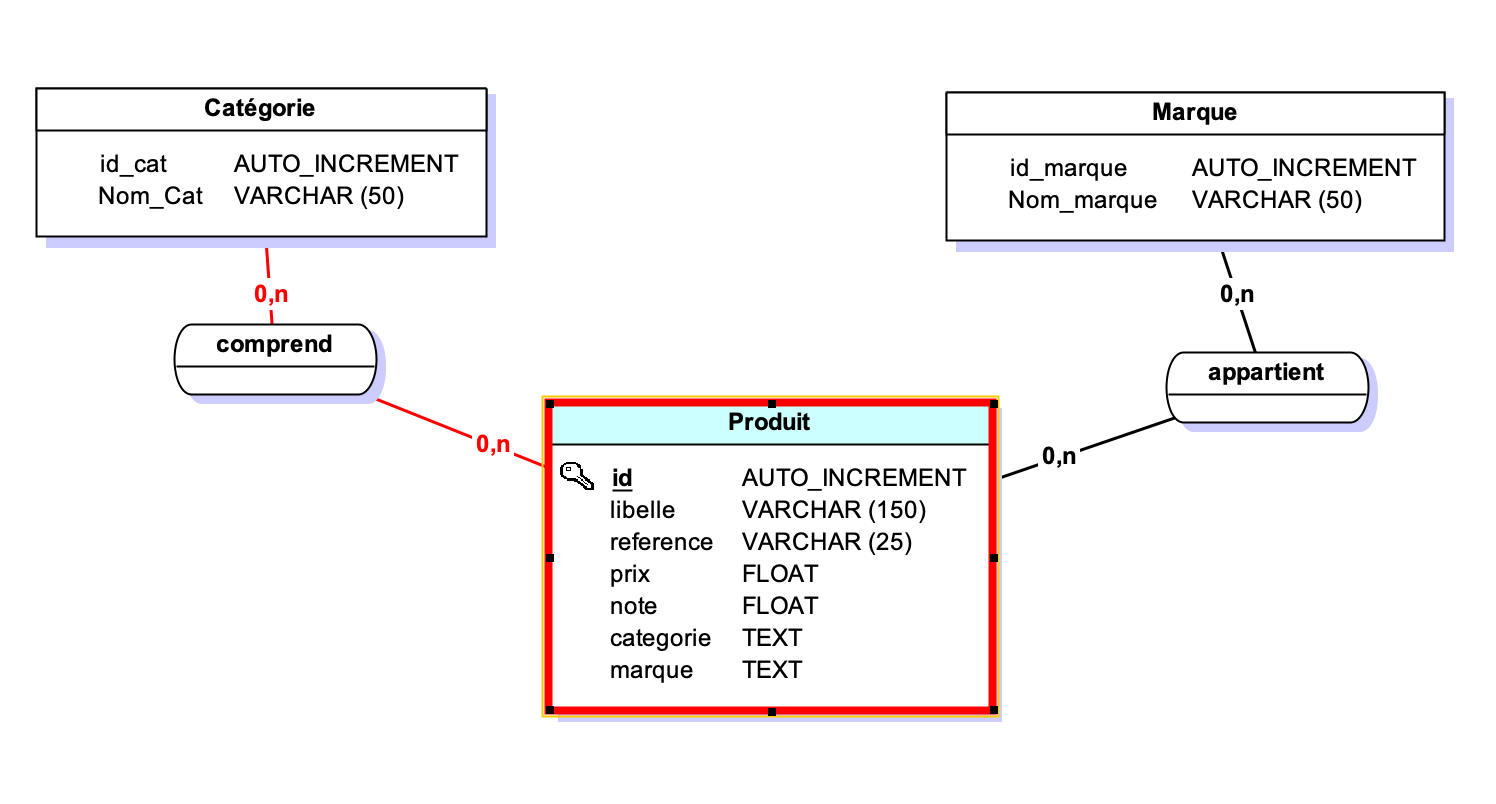 Catégorie
id_cat AUTO_INCREMENT
Nom_Cat VARCHAR (50)
Marque
id_marque AUTO_INCREMENT
Nom_marque VARCHAR (50)
0,n
0,n
comprend
appartient
0,n
0,n
Produit
id AUTO_INCREMENT
libelle VARCHAR (150)
reference VARCHAR (25)
prix FLOAT
note FLOAT
categorie TEXT
marque TEXT